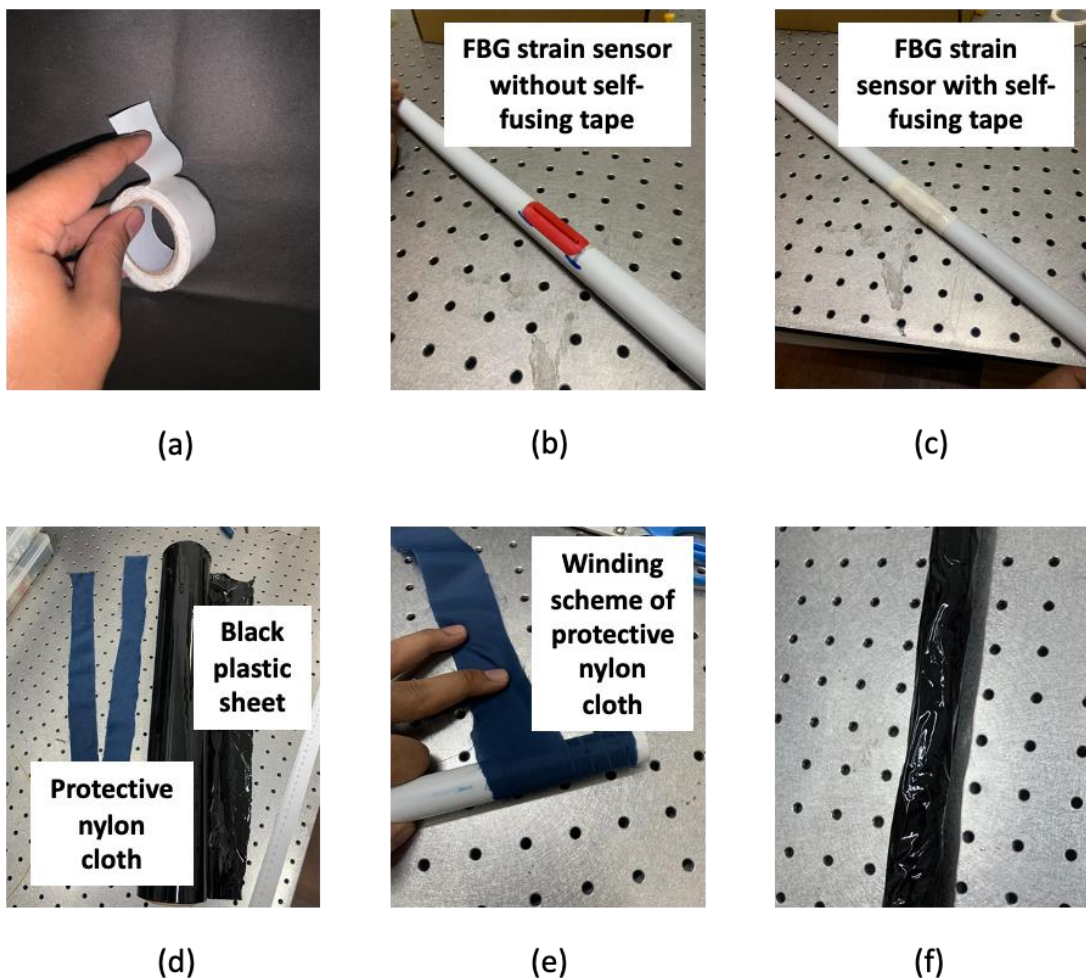 FBG strain sensor
without self-
fusing tape
FBG strain
sensor with self-
fusing tape
(a)
(b)
(c)
Black
plastic
sheet
Protective
nylon
cloth
Winding
scheme of
protective
nylon
cloth
(d)
(e)
(f)